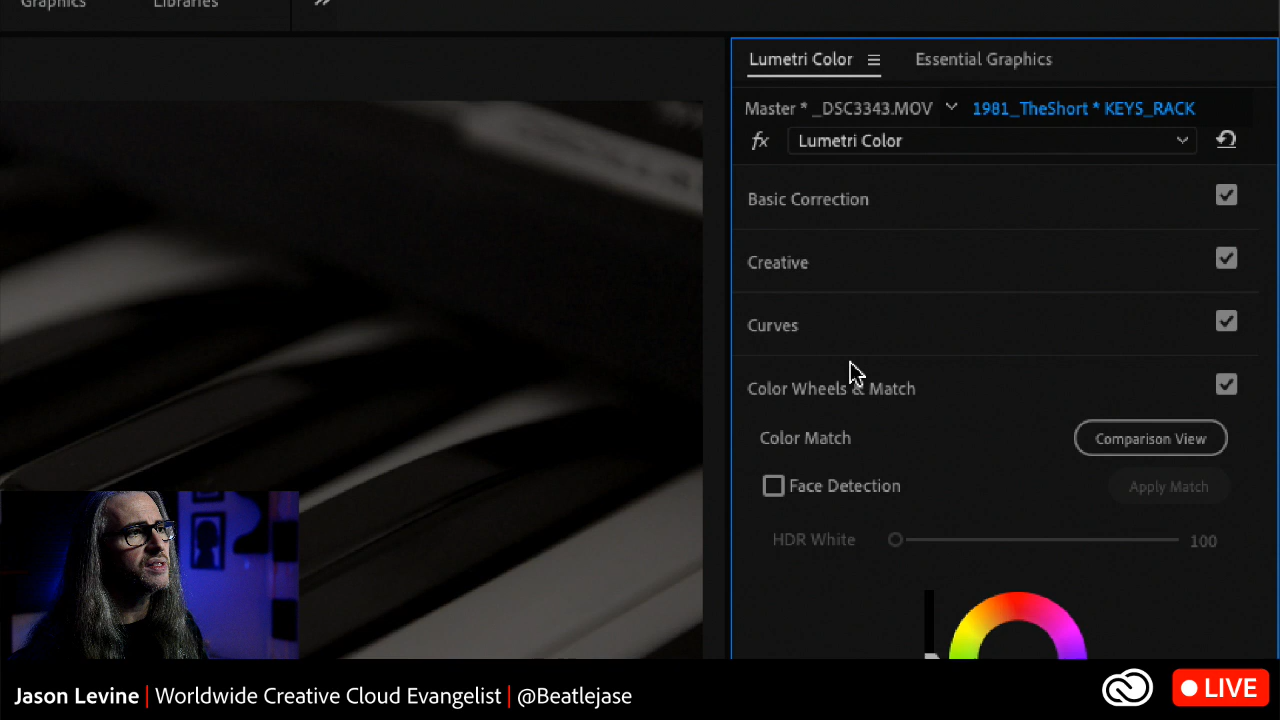 Graphics Libraries
Lumetri Color Essential Graphics
Master * _DSC3343.MOV 1981_TheShort * KEYS_RACK
fx Lumetri Color
Basic Correction
Creative
Curves
Color Wheels & Match
Color Match Comparison View
Face Detection Apply Match
HDR White 100
Jason Levine | Worldwide Creative Cloud Evangelist | @Beatlejase
LIVE